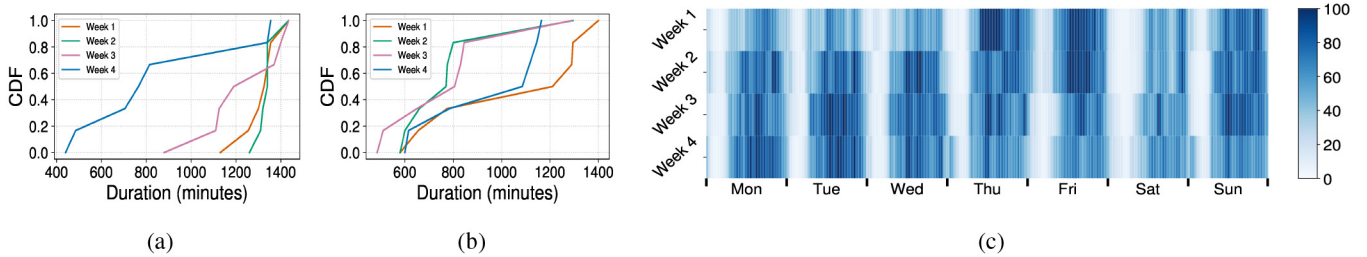 1.0
0.8
0.6
0.4
0.2
0.0
CDF
Week 1
Week 2
Week 3
Week 4
400 600 800 1000 1200 1400
Duration (minutes)
(a)
1.0
0.8
0.6
0.4
0.2
0.0
CDF
Week 1
Week 2
Week 3
Week 4
600 800 1000 1200 1400
Duration (minutes)
(b)
Week 1
Week 2
Week 3
Week 4
Mon Tue Wed Thu Fri Sat Sun
100
80
60
40
20
0
(c)